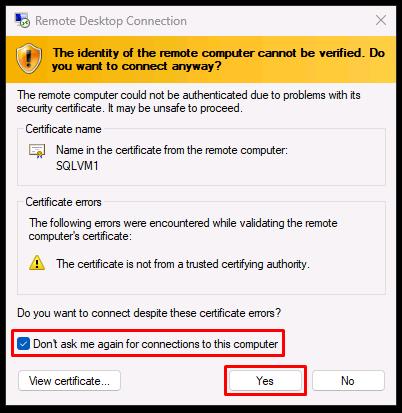 Remote Desktop Connection
The identity of the remote computer cannot be verified. Do
you want to connect anyway?
The remote computer could not be authenticated due to problems with its
security certificate. It may be unsafe to proceed.
Certificate name
Name in the certificate from the remote computer:
SQLVM1
Certificate errors
The following errors were encountered while validating the remote
computer's certificate:
The certificate is not from a trusted certifying authority.
Do you want to connect despite these certificate errors?
Don't ask me again for connections to this computer
View certificate... Yes No